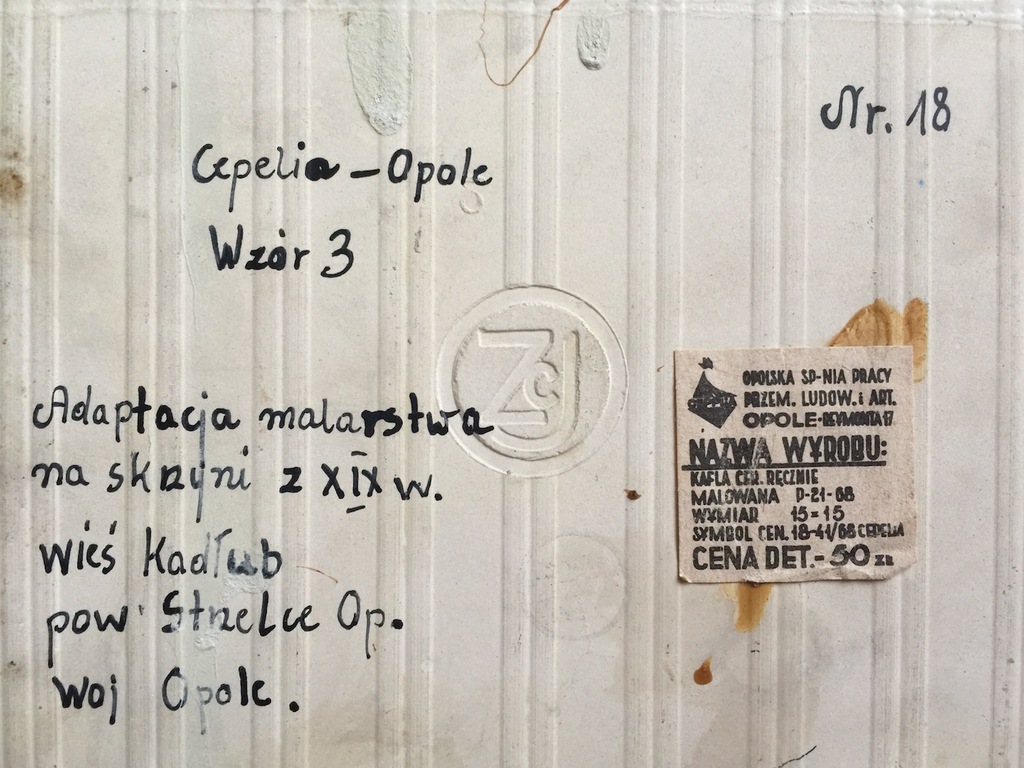 Nr. 18
Cepelia - Opole
Wzór 3
ZCJ
Adaptacja malarstwa
na skrzyni z XIX w.
wieś Kadłub
pow Strzelce Op.
woj Opole.
OPOLSKA SP-NIA PRACY
PRZEM. LUDOW. i ART.
OPOLE-REYMONTA 17
NAZWA WYROBU:
KAFLA CER. RĘCZNIE
MALOWANA P-21-68
WYMIAR 15=15
SYMBOL CEN. 18-41/68 CEPELIA
CENA DET.- 50 zł